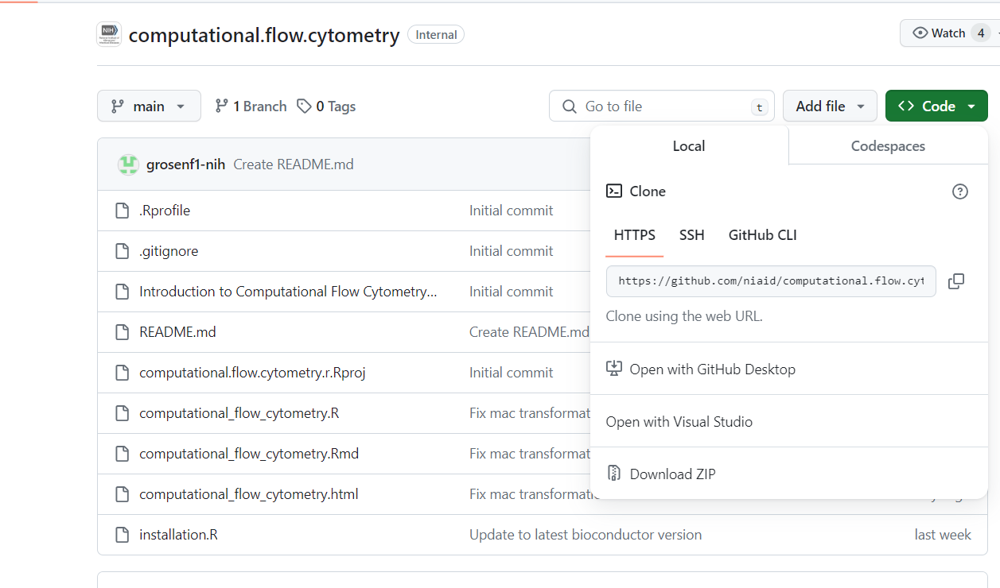 NIH
computational.flow.cytometry Internal
Watch 4
main 1 Branch 0 Tags
Go to file t
Add file
Code
Local Codespaces
grosenf1-nih Create README.md
Clone
HTTPS SSH GitHub CLI
https://github.com/niaid/computational.flow.cyt
Clone using the web URL.
Open with GitHub Desktop
Open with Visual Studio
Download ZIP
.Rprofile Initial commit
.gitignore Initial commit
Introduction to Computational Flow Cytometry... Initial commit
README.md Create README.md
computational.flow.cytometry.r.Rproj Initial commit
computational_flow_cytometry.R Fix mac transformat
computational_flow_cytometry.Rmd Fix mac transformat
computational_flow_cytometry.html Fix mac transformati
installation.R Update to latest bioconductor version last week